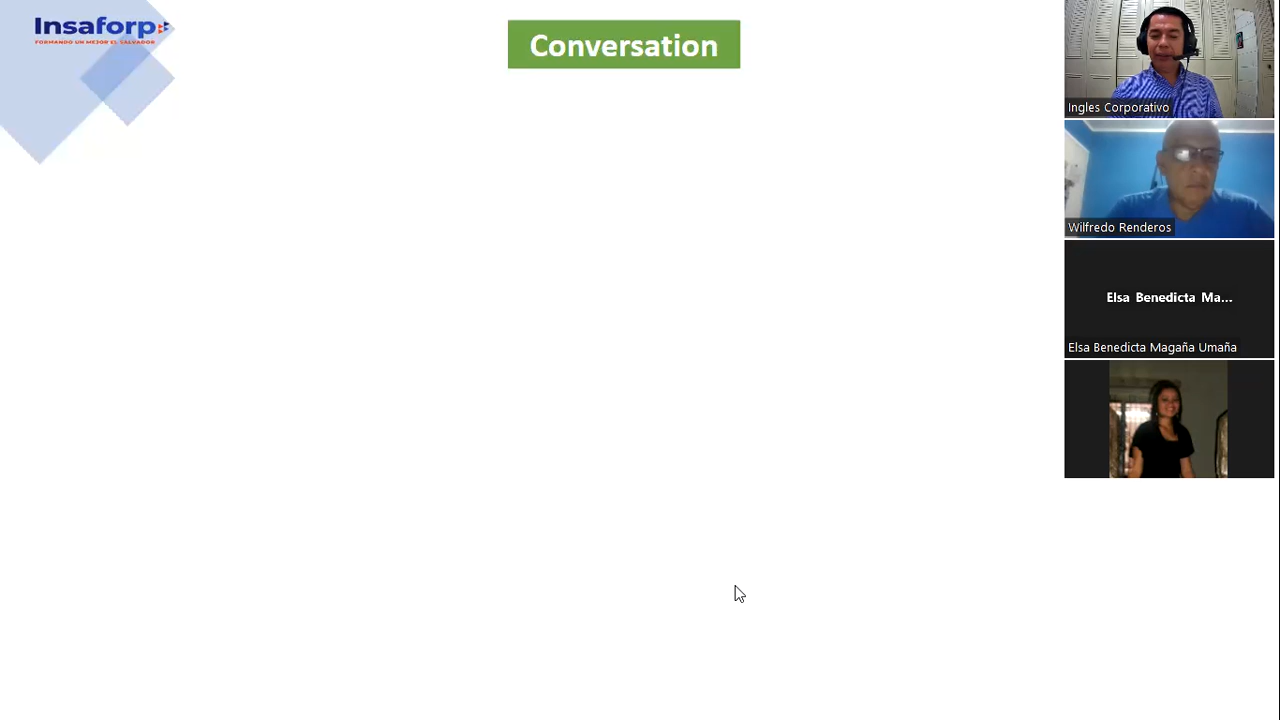 Insaforp
FORMANDO UN MEJOR EL SALVADOR
Conversation
Ingles Corporativo
Wilfredo Renderos
Elsa Benedicta Ma...
Elsa Benedicta Magaña Umaña